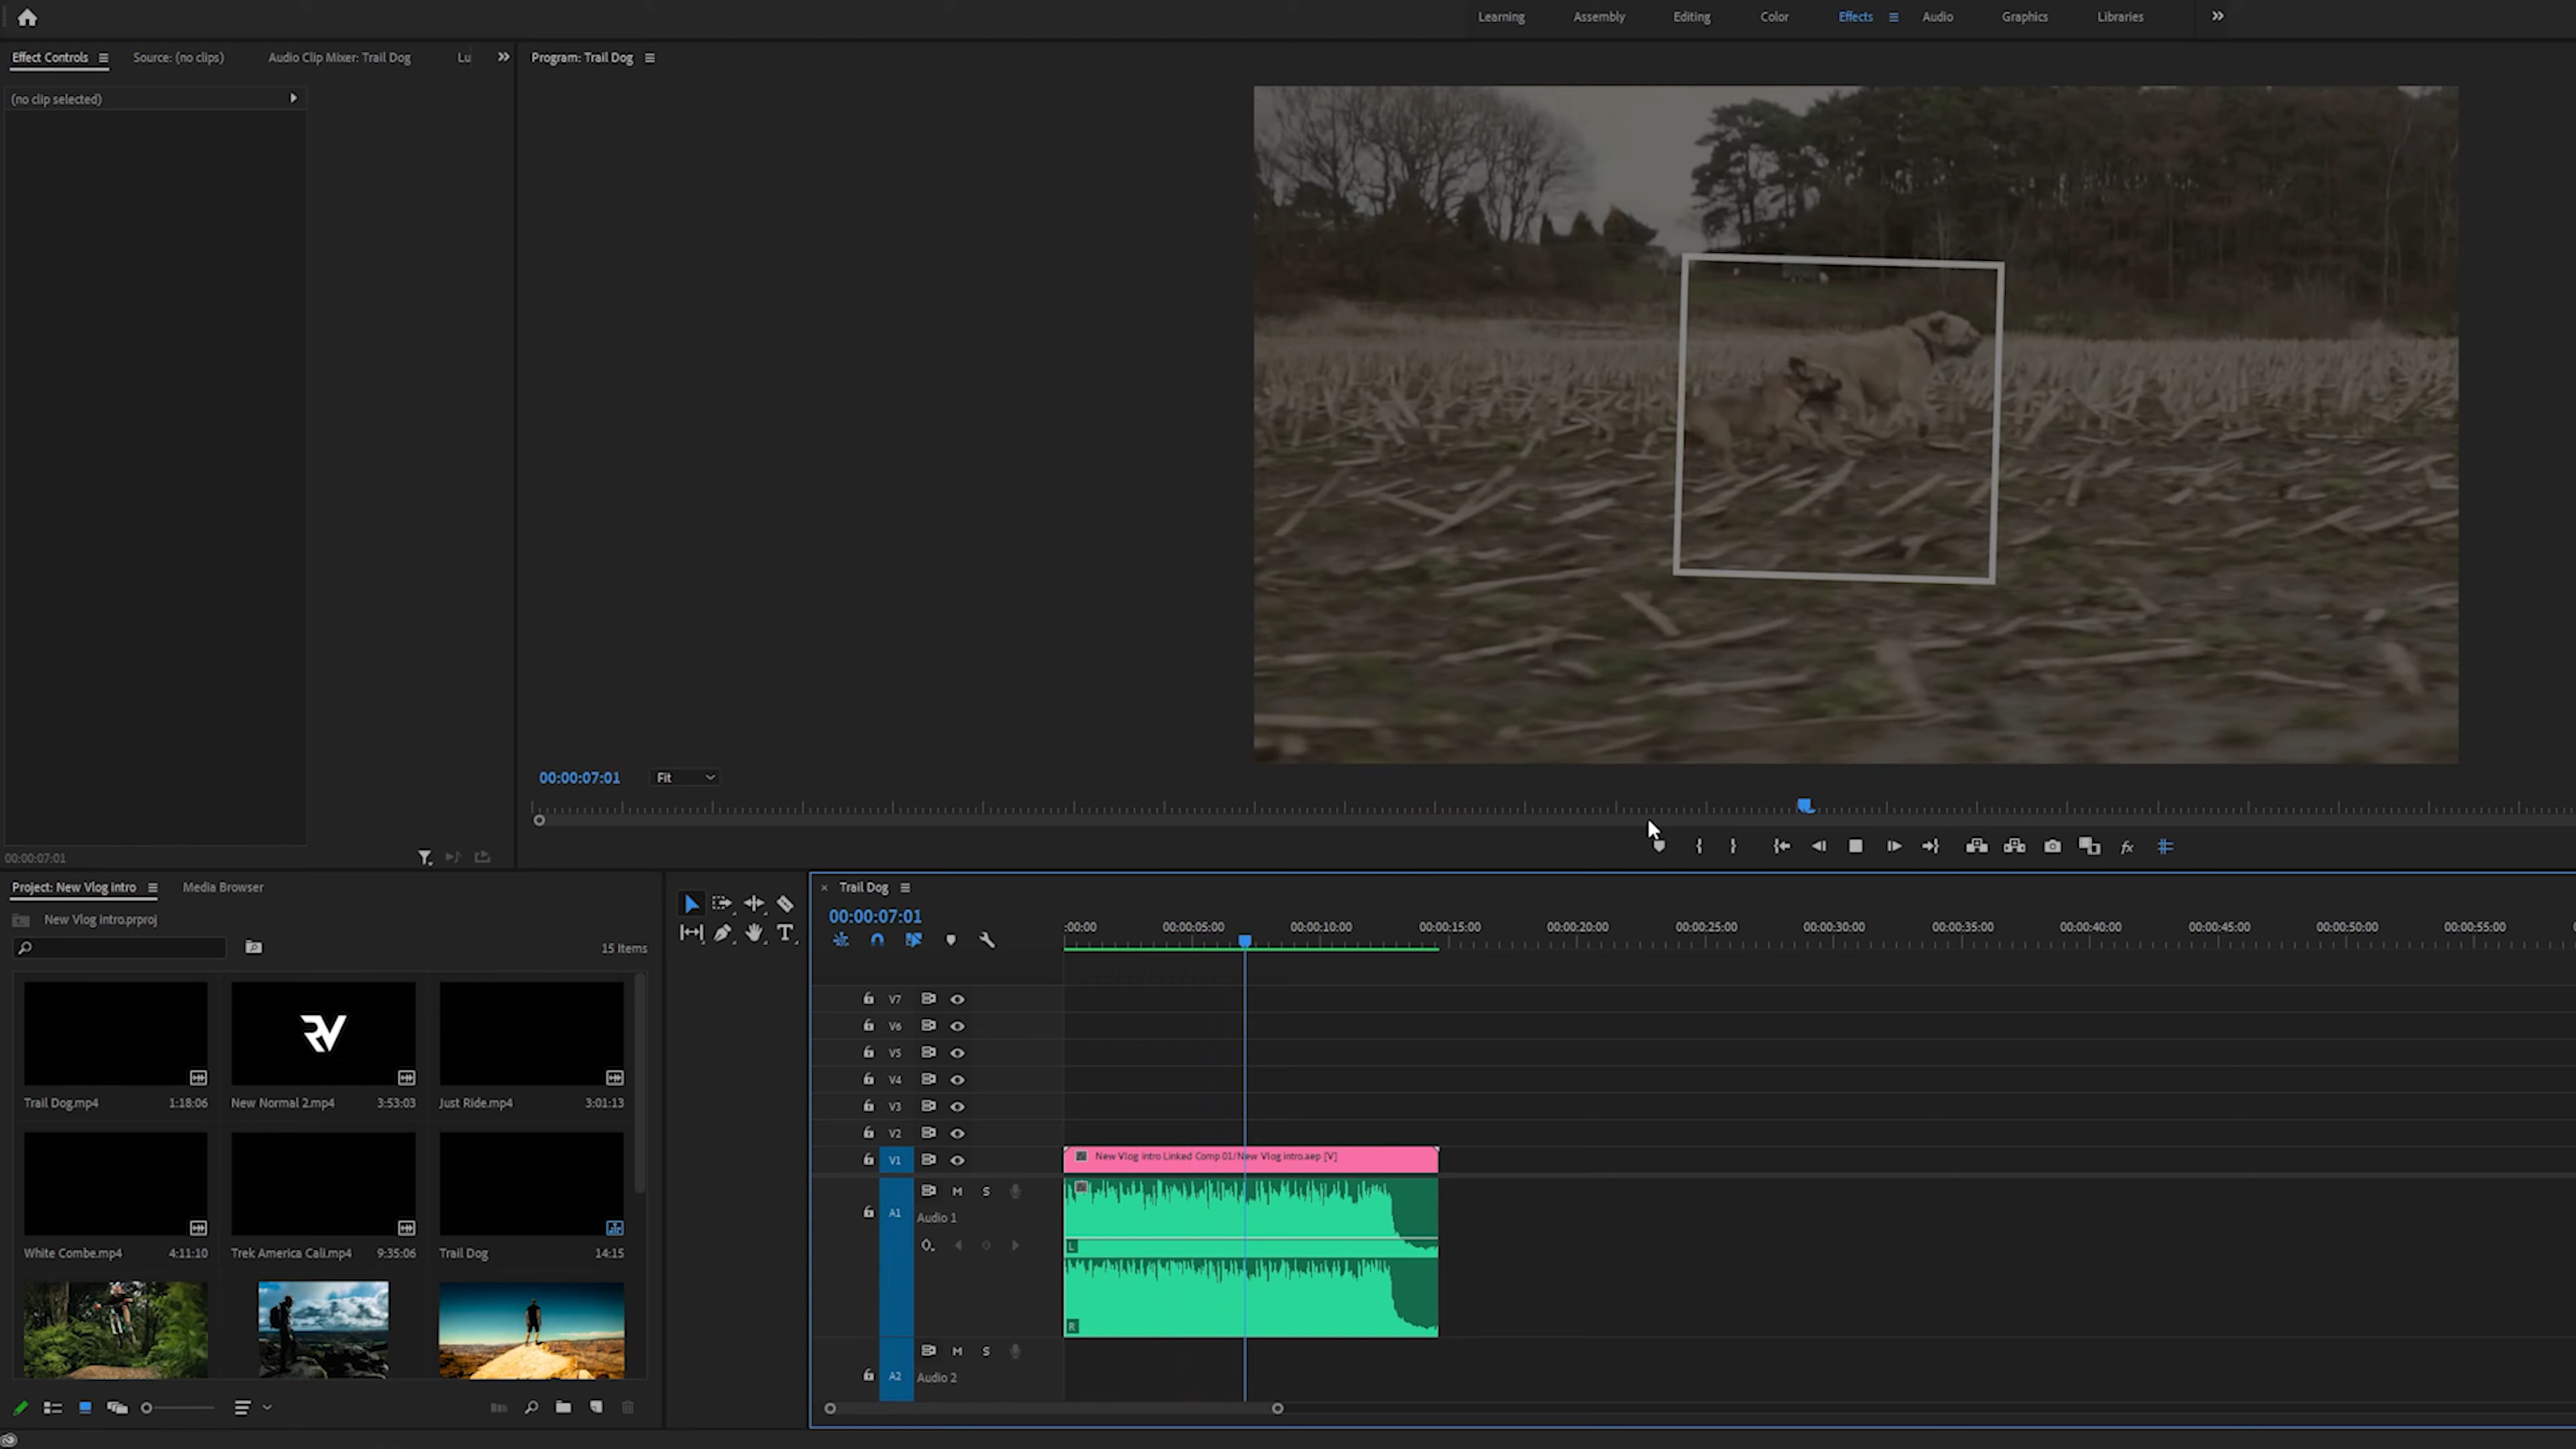 Learning Assembly Editing Color Effects Audio Graphics Libraries
Effect Controls Source: (no clips) Audio Clip Mixer: Trail Dog Lu
Program: Trail Dog
(no clip selected)
00:00:07:01 Fit
00:00:07:01
Project: New Vlog intro Media Browser
New Vlog intro.prproj
15 Items
RV
Trail Dog.mp4 1:18:06
New Normal 2.mp4 3:53:03
Just Ride.mp4 3:01:13
White Combe.mp4 4:11:10
Trek America Cali.mp4 9:35:06
Trail Dog 14:15
Trail Dog
00:00:07:01
:00:00 00:00:05:00 00:00:10:00 00:00:15:00 00:00:20:00 00:00:25:00 00:00:30:00 00:00:35:00 00:00:40:00 00:00:45:00 00:00:50:00 00:00:55:00
V7
V6
V5
V4
V3
V2
V1 New Vlog intro Linked Comp 01/New Vlog intro.aep [V]
M S
A1 Audio 1
L
R
M S
A2 Audio 2